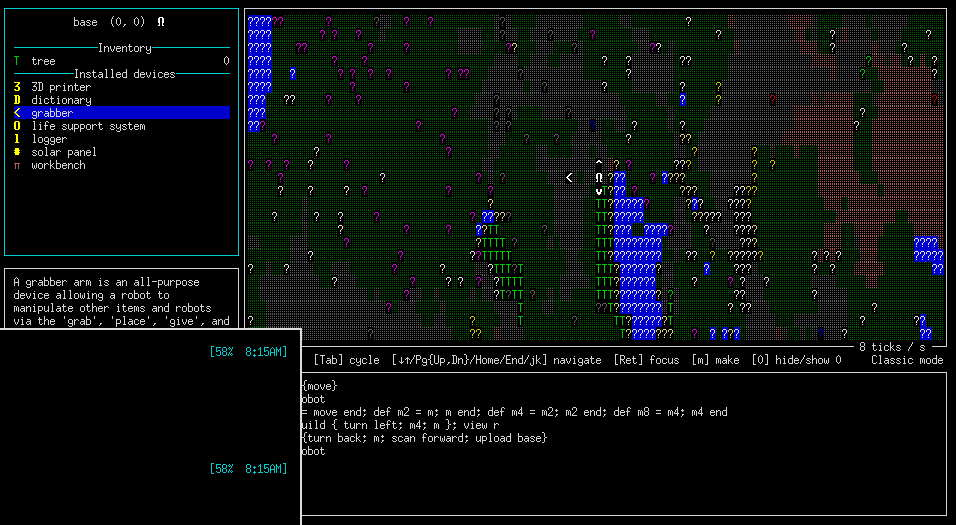 base (0, 0) Ω
Inventory
T tree 0
Installed devices
3 3D printer
D dictionary
< grabber
O life support system
l logger
# solar panel
π workbench
A grabber arm is an all-purpose
device allowing a robot to
manipulate other items and robots
via the 'grab', 'place', 'give', and
8 ticks / s
[Tab] cycle [↓↑/Pg{Up,Dn}/Home/End/jk] navigate [Ret] focus [m] make [0] hide/show 0 Classic mode
[58% 8:15AM]
{move}
obot
= move end; def m2 = m; m end; def m4 = m2; m2 end; def m8 = m4; m4 end
uild { turn left; m4; m }; view r
{turn back; m; scan forward; upload base}
obot
[58% 8:15AM]